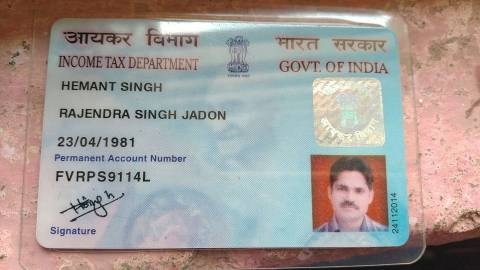 आयकर विभाग
भारत सरकार
INCOME TAX DEPARTMENT
GOVT. OF INDIA
HEMANT SINGH
RAJENDRA SINGH JADON
23/04/1981
Permanent Account Number
FVRPS9114L
Signature
24112014